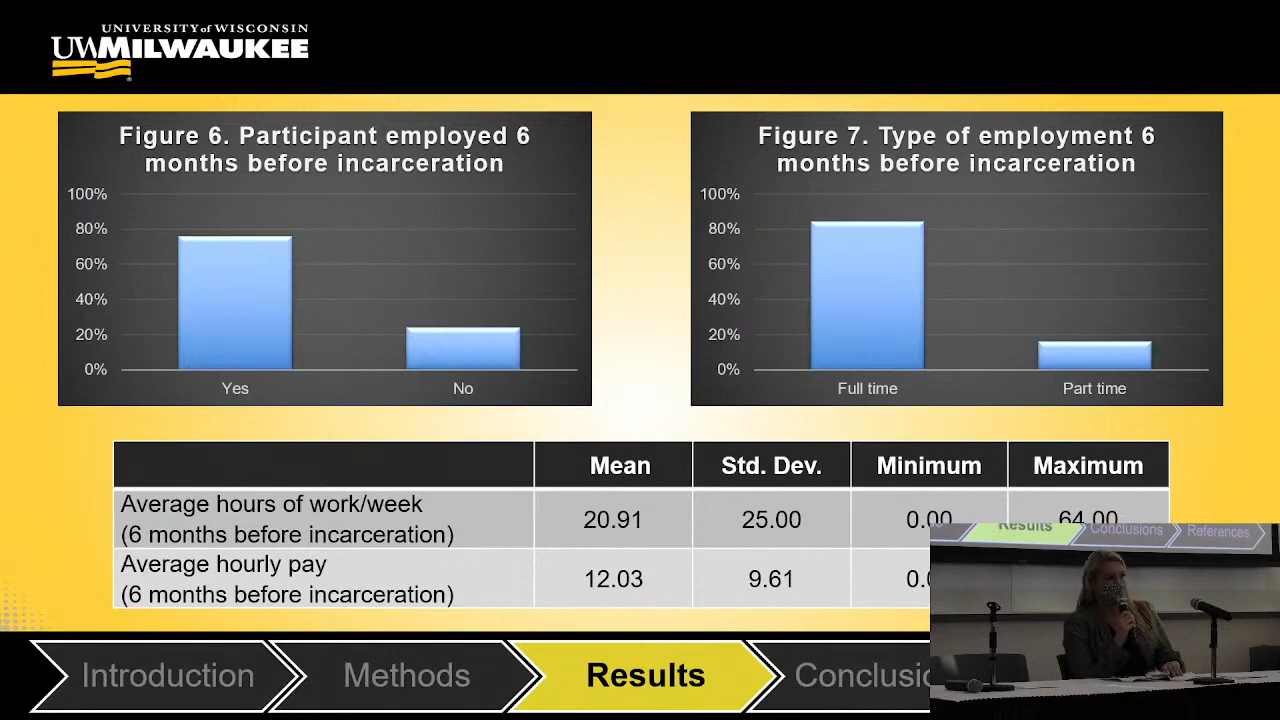 UNIVERSITY of WISCONSIN
UWMILWAUKEE
Figure 6. Participant employed 6
months before incarceration
100%
80%
60%
40%
20%
0%
Yes
No
Figure 7. Type of employment 6
months before incarceration
100%
80%
60%
40%
20%
0%
Full time
Part time
Mean
Std. Dev.
Minimum
Maximum
Average hours of work/week
(6 months before incarceration)
20.91
25.00
0.00
64.00
Average hourly pay
(6 months before incarceration)
12.03
9.61
Introduction
Methods
Results
Results
Conclusions
References